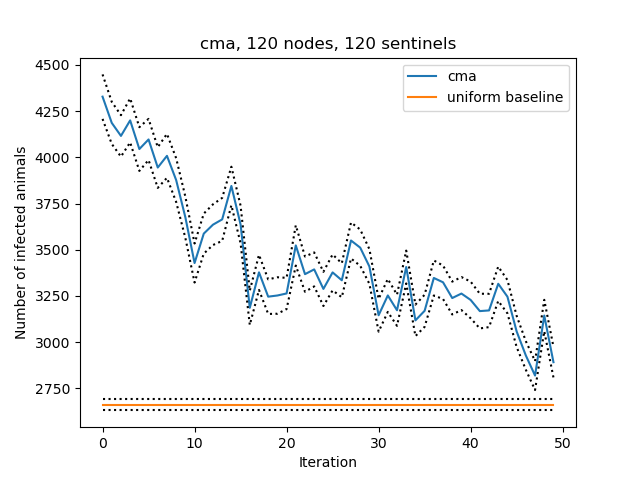 cma, 120 nodes, 120 sentinels
4500
4250
4000
3750
3500
3250
3000
2750
Number of infected animals
cma
uniform baseline
0 10 20 30 40 50
Iteration